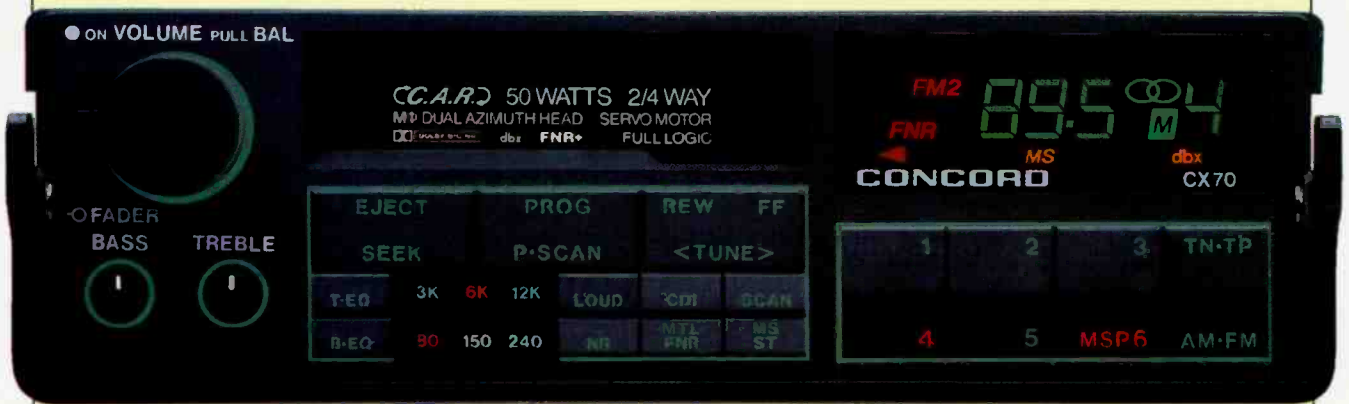 ON VOLUME PULL BAL
(C.A.R.) 50 WATTS 2/4 WAY
DUAL AZIMUTH HEAD SERVO MOTOR
dbx FNR+ FULL LOGIC
FM2 89.5 4
FNR M
MS dbx
CONCORD CX70
FADER
BASS TREBLE
EJECT PROG REW FF
SEEK P·SCAN <TUNE>
T·EQ 3K 6K 12K LOUD CDI SCAN
B·EQ 80 150 240 NR MTL FNR MS ST
1 2 3 TN·TP
4 5 MSP6 AM·FM